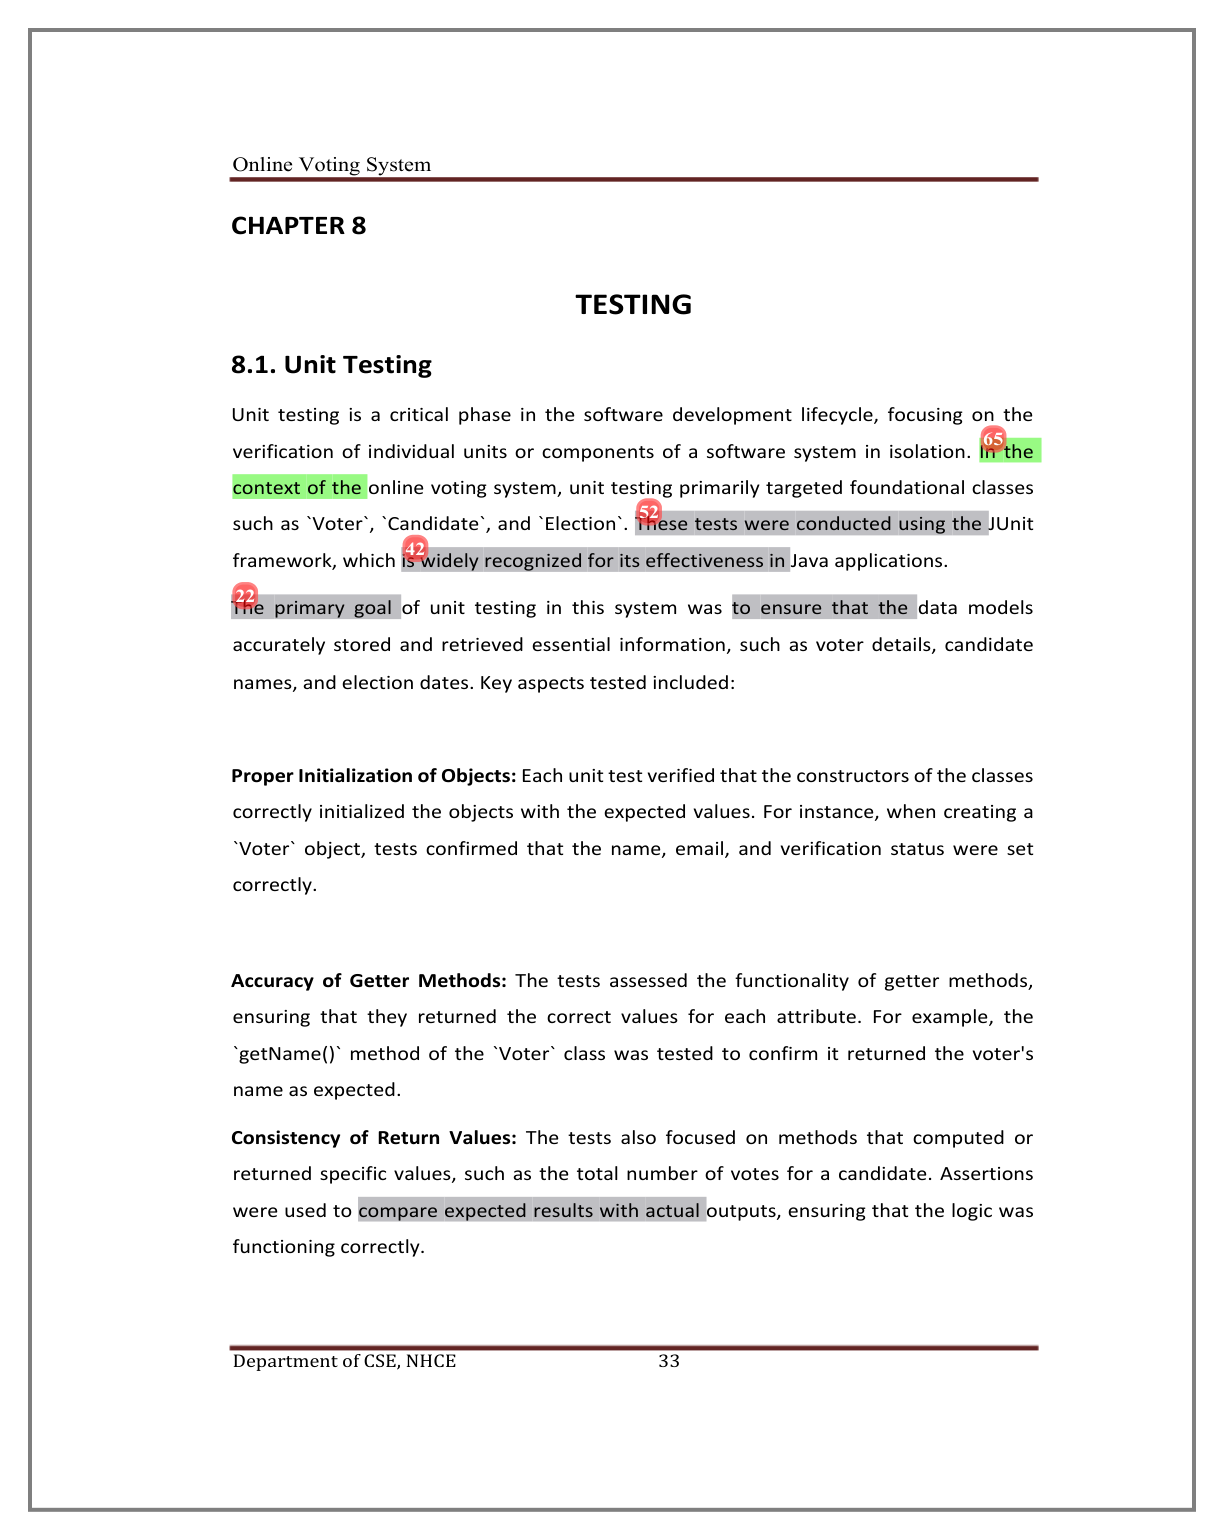 Online Voting System
CHAPTER 8
TESTING
8.1. Unit Testing
Unit testing is a critical phase in the software development lifecycle, focusing on the
verification of individual units or components of a software system in isolation. In the
65
context of the online voting system, unit testing primarily targeted foundational classes
such as `Voter`, `Candidate`, and `Election`. These tests were conducted using the JUnit
52
framework, which is widely recognized for its effectiveness in Java applications.
42
The primary goal of unit testing in this system was to ensure that the data models
22
accurately stored and retrieved essential information, such as voter details, candidate
names, and election dates. Key aspects tested included:
Proper Initialization of Objects: Each unit test verified that the constructors of the classes
correctly initialized the objects with the expected values. For instance, when creating a
`Voter` object, tests confirmed that the name, email, and verification status were set
correctly.
Accuracy of Getter Methods: The tests assessed the functionality of getter methods,
ensuring that they returned the correct values for each attribute. For example, the
`getName()` method of the `Voter` class was tested to confirm it returned the voter's
name as expected.
Consistency of Return Values: The tests also focused on methods that computed or
returned specific values, such as the total number of votes for a candidate. Assertions
were used to compare expected results with actual outputs, ensuring that the logic was
functioning correctly.
Department of CSE, NHCE 33